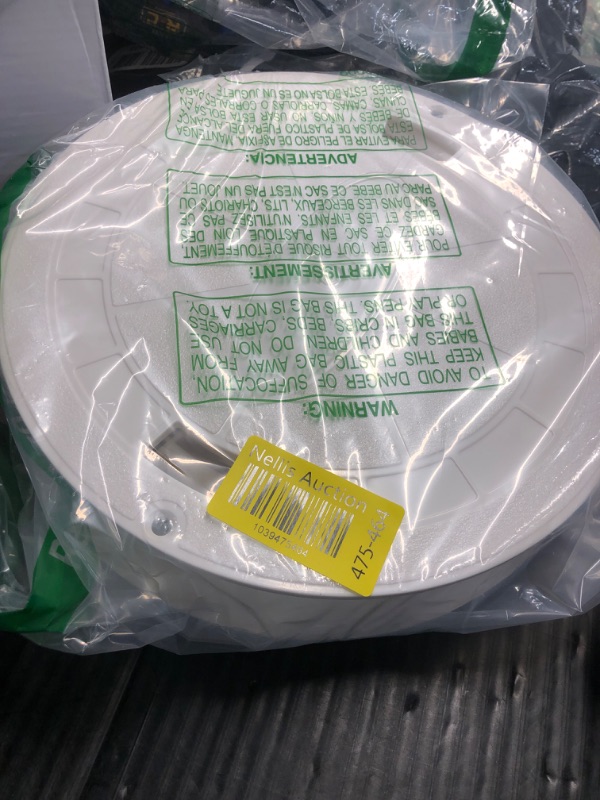 WARNING:
TO AVOID DANGER OF SUFFOCATION,
KEEP THIS PLASTIC BAG AWAY FROM
BABIES AND CHILDREN. DO NOT USE
THIS BAG IN CRIBS, BEDS, CARRIAGES
OR PLAY PENS. THIS BAG IS NOT A TOY.
AVERTISSEMENT:
POUR ÉVITER TOUT RISQUE D'ÉTOUFFEMENT,
GARDEZ CE SAC EN PLASTIQUE LOIN DES
BÉBÉS ET LES ENFANTS. N'UTILISEZ PAS CE
SAC DANS LES BERCEAUX, LITS, CHARIOTS OU
PARC AU BÉBÉ. CE SAC N'EST PAS UN JOUET.
ADVERTENCIA:
PARA EVITAR EL PELIGRO DE ASFIXIA, MANTENGA
ESTA BOLSA DE PLASTICO FUERA DEL ALCANCE
DE BEBES Y NIÑOS. NO USAR ESTA BOLSA EN
CUNAS, CAMAS, CARRIOLAS O CORRALES PARA
BEBES. ESTA BOLSA NO ES UN JUGUETE.
Nellis Auction
475-464